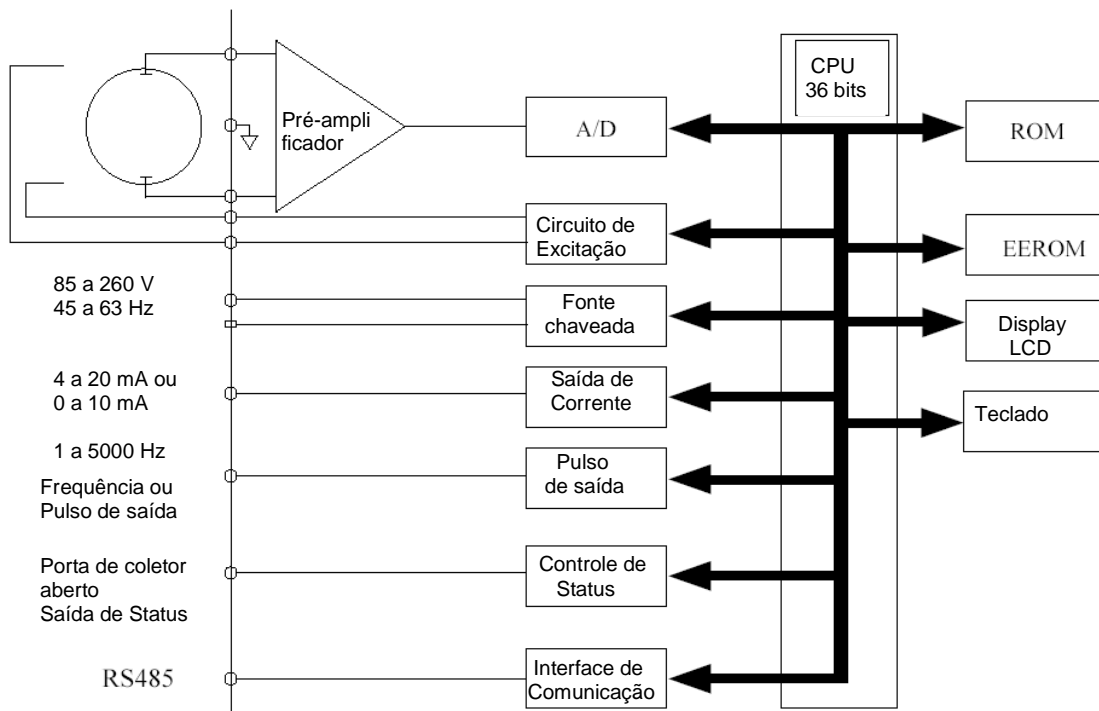 Pré-ampli
ficador
A/D
CPU
36 bits
ROM
Circuito de
Excitação
EEROM
85 a 260 V
45 a 63 Hz
Fonte
chaveada
Display
LCD
4 a 20 mA ou
0 a 10 mA
Saída de
Corrente
Teclado
1 a 5000 Hz
Frequência ou
Pulso de saída
Pulso
de saída
Porta de coletor
aberto
Saída de Status
Controle de
Status
RS485
Interface de
Comunicação